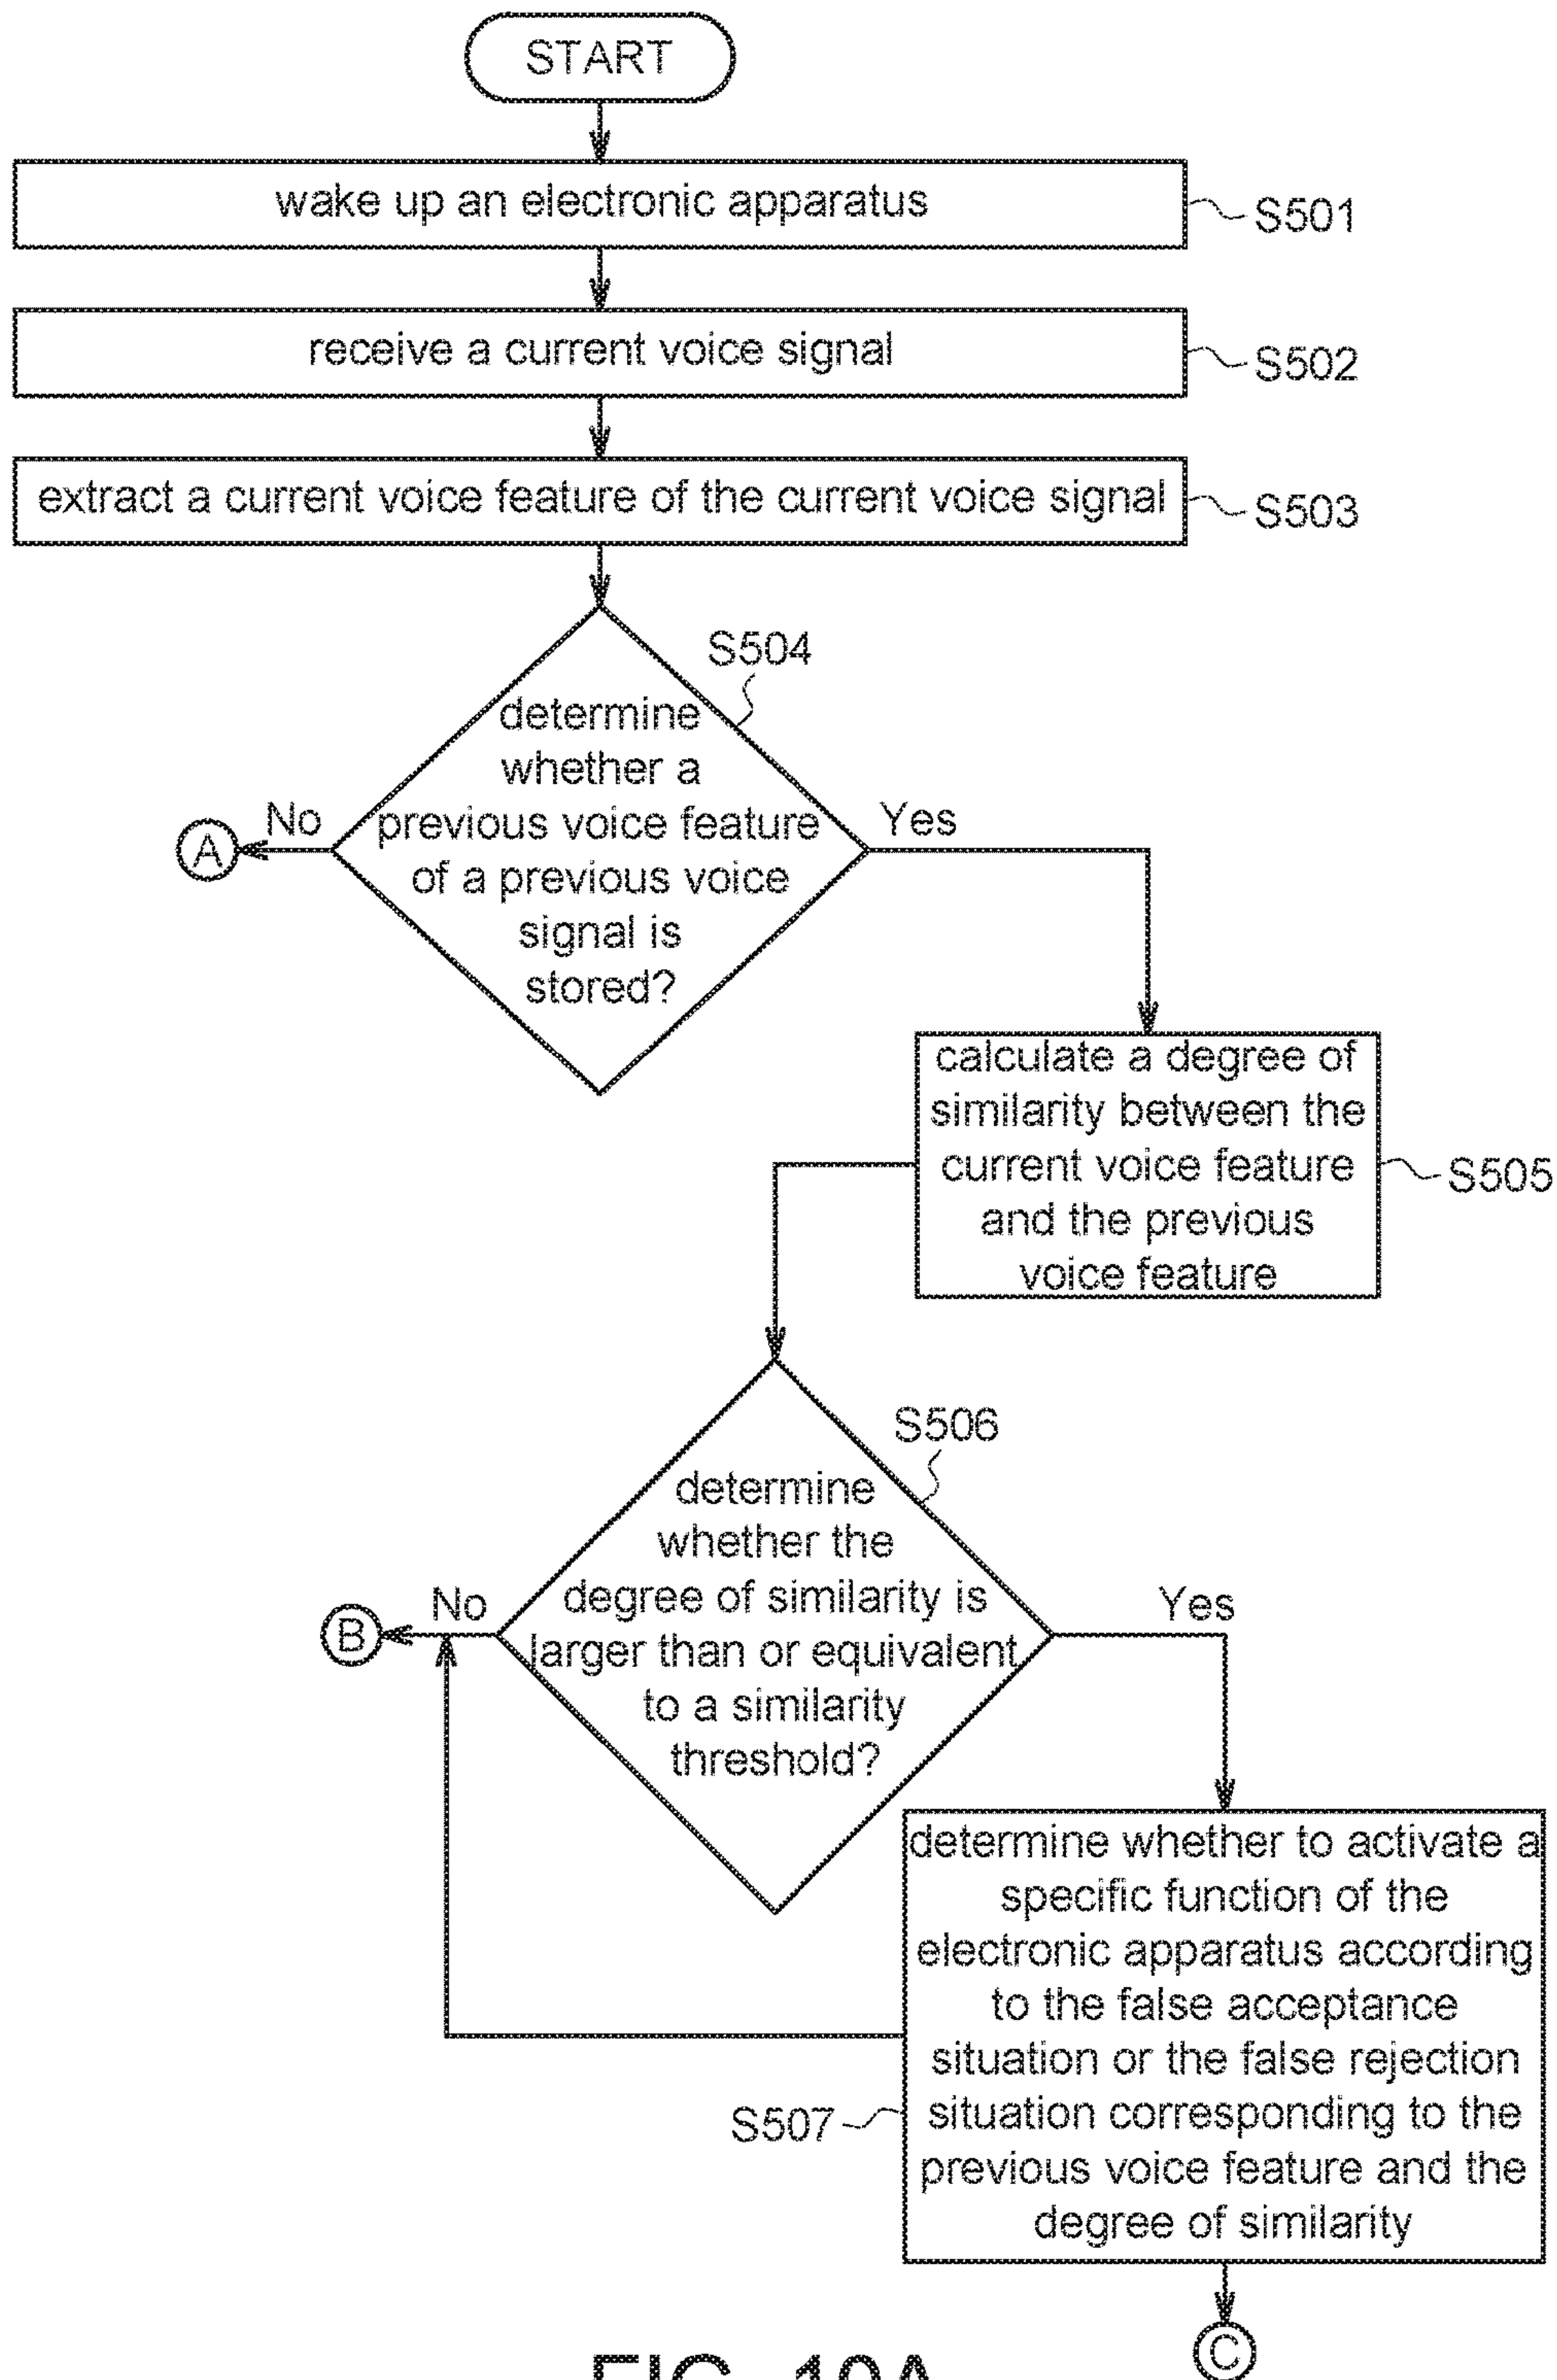 START
wake up an electronic apparatus
S501
receive a current voice signal
S502
extract a current voice feature of the current voice signal
S503
S504
determine
whether a
previous voice feature
of a previous voice
signal is
stored?
No
A
Yes
calculate a degree of
similarity between the
current voice feature
and the previous
voice feature
S505
S506
determine
whether the
degree of similarity is
larger than or equivalent
to a similarity
threshold?
No
B
Yes
determine whether to activate a
specific function of the
electronic apparatus according
to the false acceptance
situation or the false rejection
situation corresponding to the
previous voice feature and the
degree of similarity
S507
C
FIG. 10A